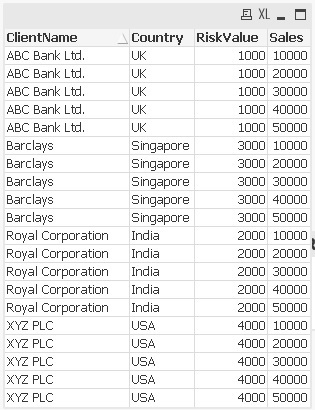 XL
ClientName Country RiskValue Sales
ABC Bank Ltd. UK 1000 10000
ABC Bank Ltd. UK 1000 20000
ABC Bank Ltd. UK 1000 30000
ABC Bank Ltd. UK 1000 40000
ABC Bank Ltd. UK 1000 50000
Barclays Singapore 3000 10000
Barclays Singapore 3000 20000
Barclays Singapore 3000 30000
Barclays Singapore 3000 40000
Barclays Singapore 3000 50000
Royal Corporation India 2000 10000
Royal Corporation India 2000 20000
Royal Corporation India 2000 30000
Royal Corporation India 2000 40000
Royal Corporation India 2000 50000
XYZ PLC USA 4000 10000
XYZ PLC USA 4000 20000
XYZ PLC USA 4000 30000
XYZ PLC USA 4000 40000
XYZ PLC USA 4000 50000